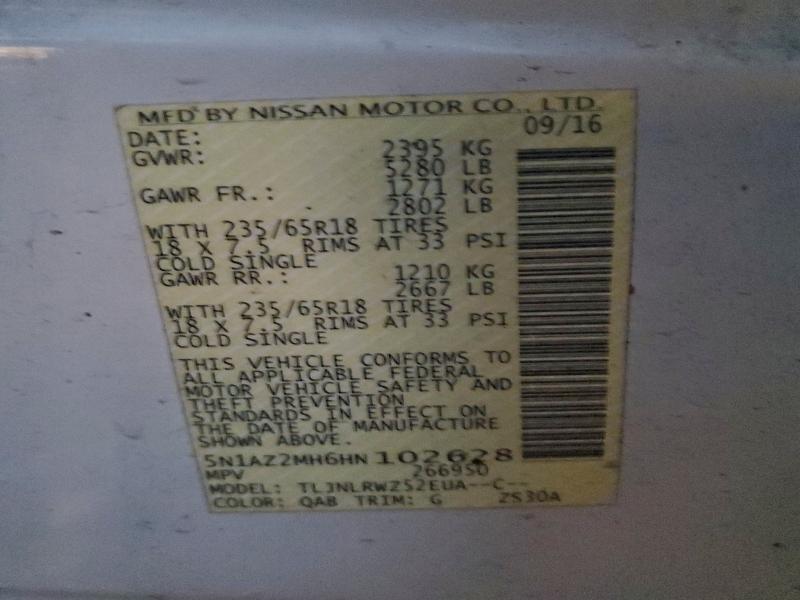 MFD BY NISSAN MOTOR CO., LTD.
DATE: 09/16
GVWR: 2395 KG
5280 LB
GAWR FR.: 1271 KG
2802 LB
WITH 235/65R18 TIRES
18 X 7.5 RIMS AT 33 PSI
COLD SINGLE
GAWR RR.: 1210 KG
2667 LB
WITH 235/65R18 TIRES
18 X 7.5 RIMS AT 33 PSI
COLD SINGLE
THIS VEHICLE CONFORMS TO
ALL APPLICABLE FEDERAL
MOTOR VEHICLE SAFETY AND
THEFT PREVENTION
STANDARDS IN EFFECT ON
THE DATE OF MANUFACTURE
SHOWN ABOVE.
5N1AZ2MH6HN 102628
MPV 266950
MODEL: TLJNLRWZ52EUA--C--
COLOR: QAB TRIM: G ZS30A